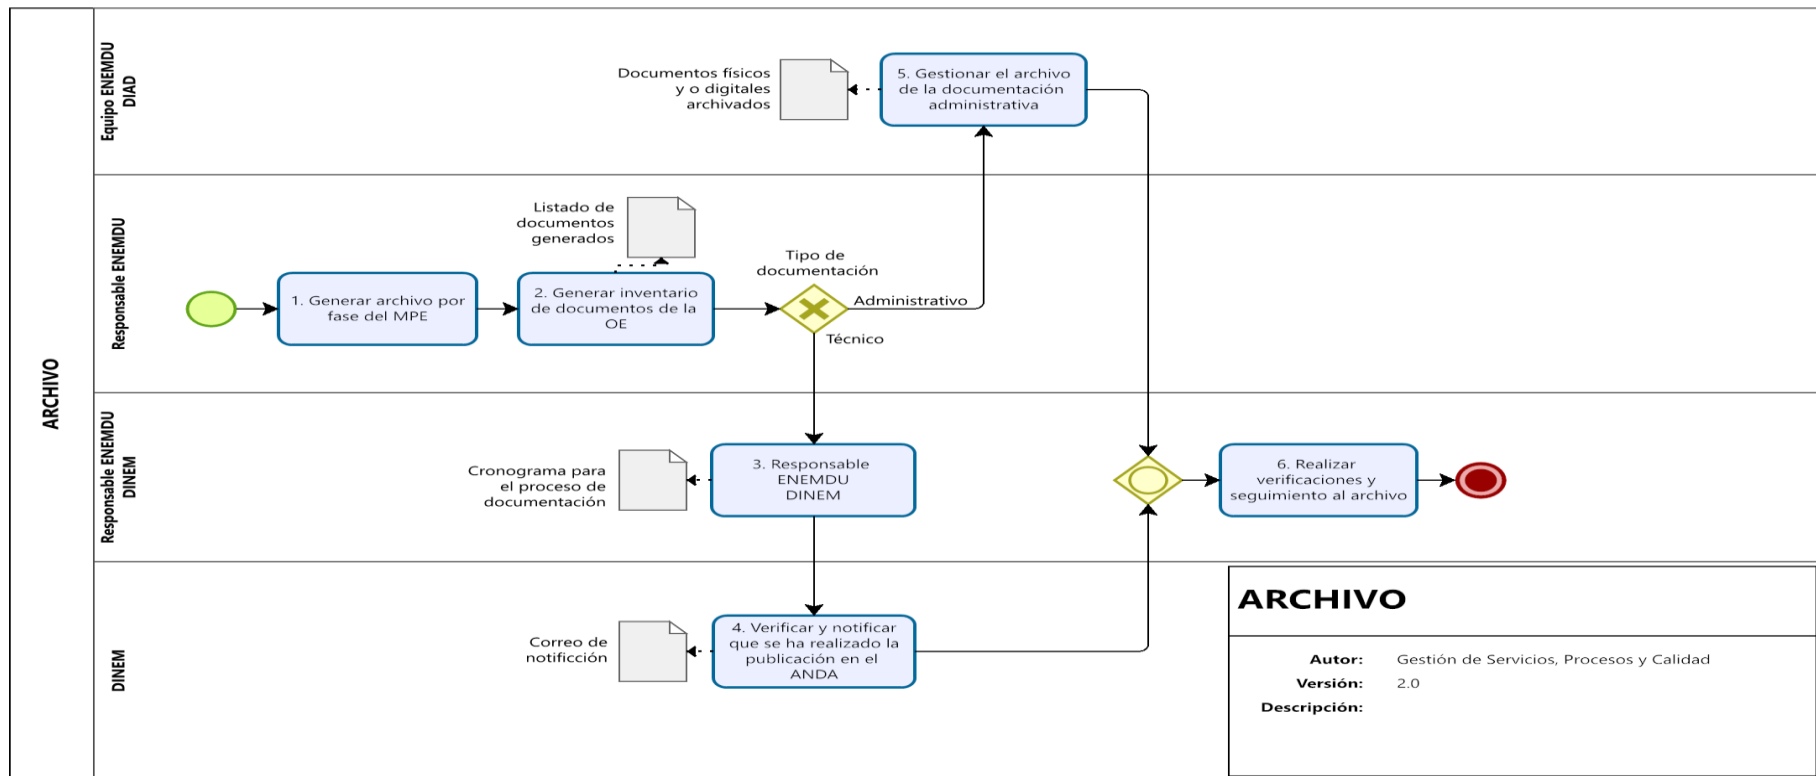 ARCHIVO
Equipo ENEMDU
DIAD
Documentos físicos
y o digitales
archivados
5. Gestionar el archivo
de la documentación
administrativa
Responsable ENEMDU
Listado de
documentos
generados
1. Generar archivo por
fase del MPE
2. Generar inventario
de documentos de la
OE
Tipo de
documentación
Administrativo
Técnico
Responsable ENEMDU
DINEM
Cronograma para
el proceso de
documentación
3. Responsable
ENEMDU
DINEM
6. Realizar
verificaciones y
seguimiento al archivo
DINEM
Correo de
notificción
4. Verificar y notificar
que se ha realizado la
publicación en el
ANDA
ARCHIVO
Autor: Gestión de Servicios, Procesos y Calidad
Versión: 2.0
Descripción: